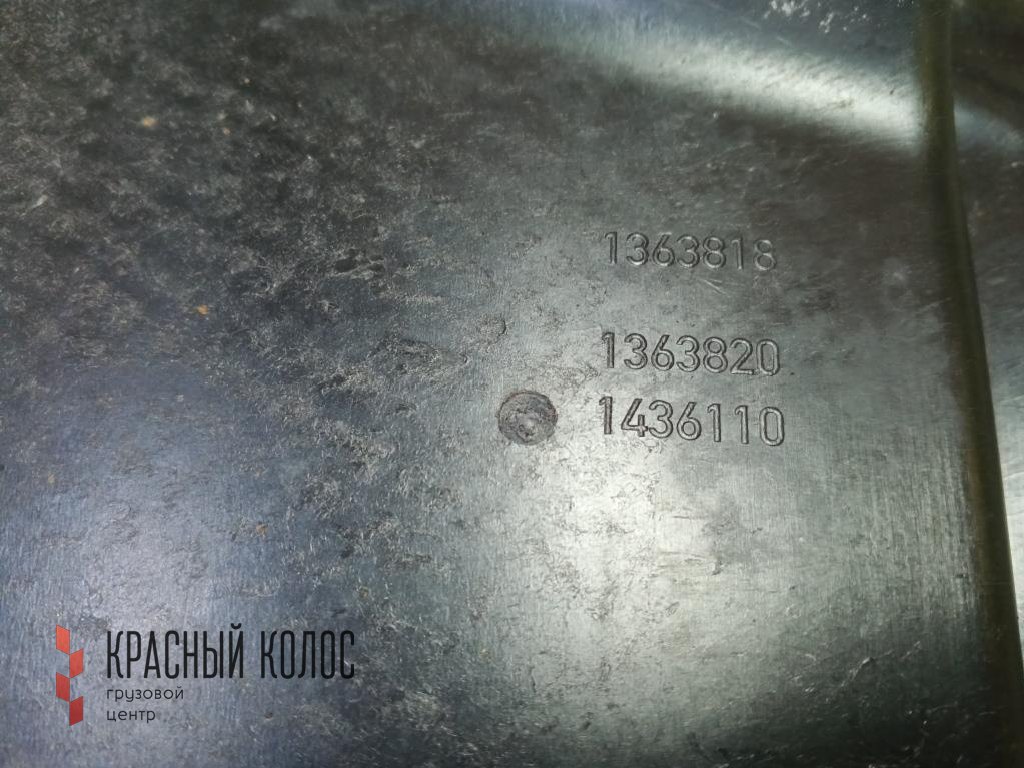 1363818
1363820
1436110
КРАСНЫЙ КОЛОС
грузовой
центр